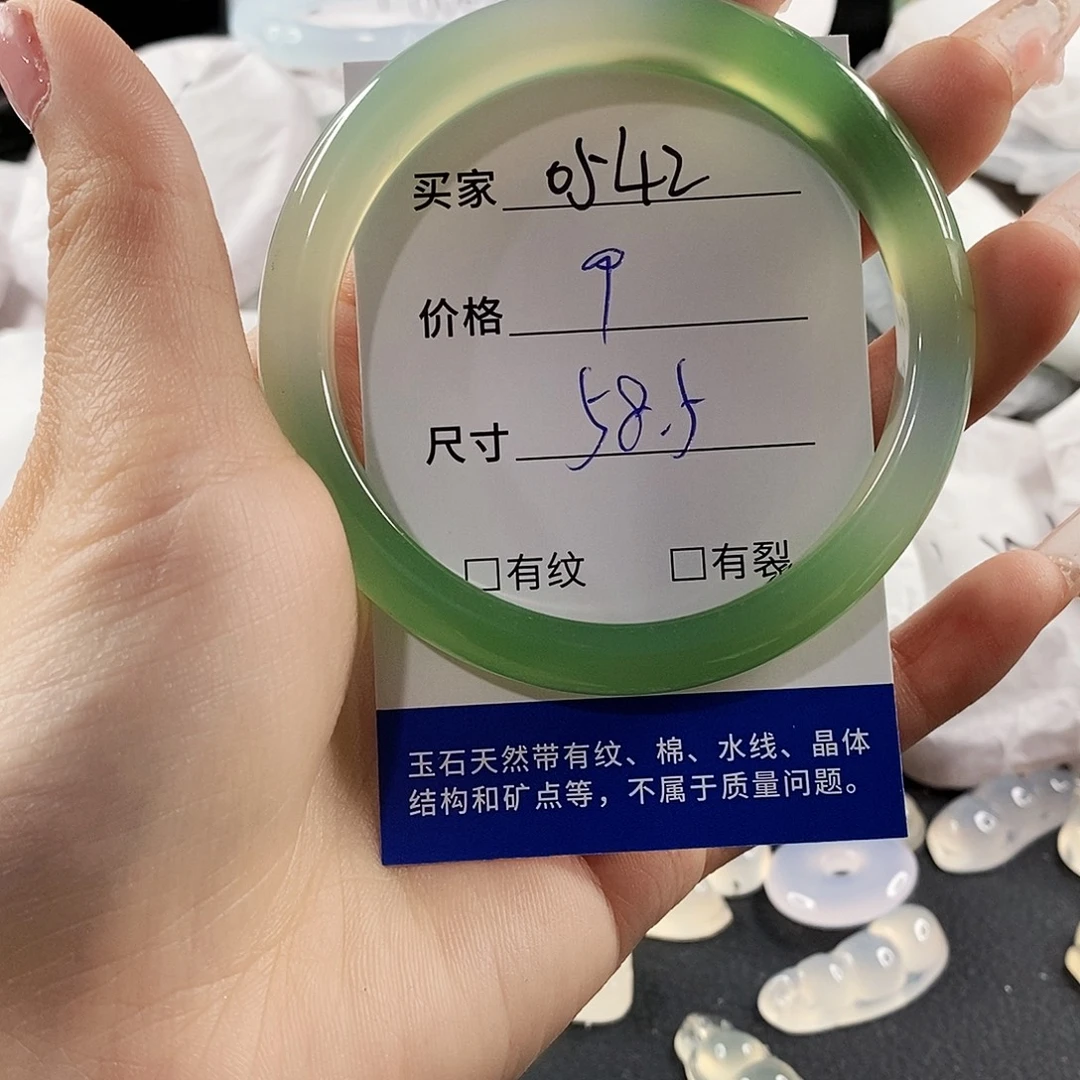 买家 0542
价格 9
尺寸 58.5
□有纹 □有裂
玉石天然带有纹、棉、水线、晶体
结构和矿点等，不属于质量问题。